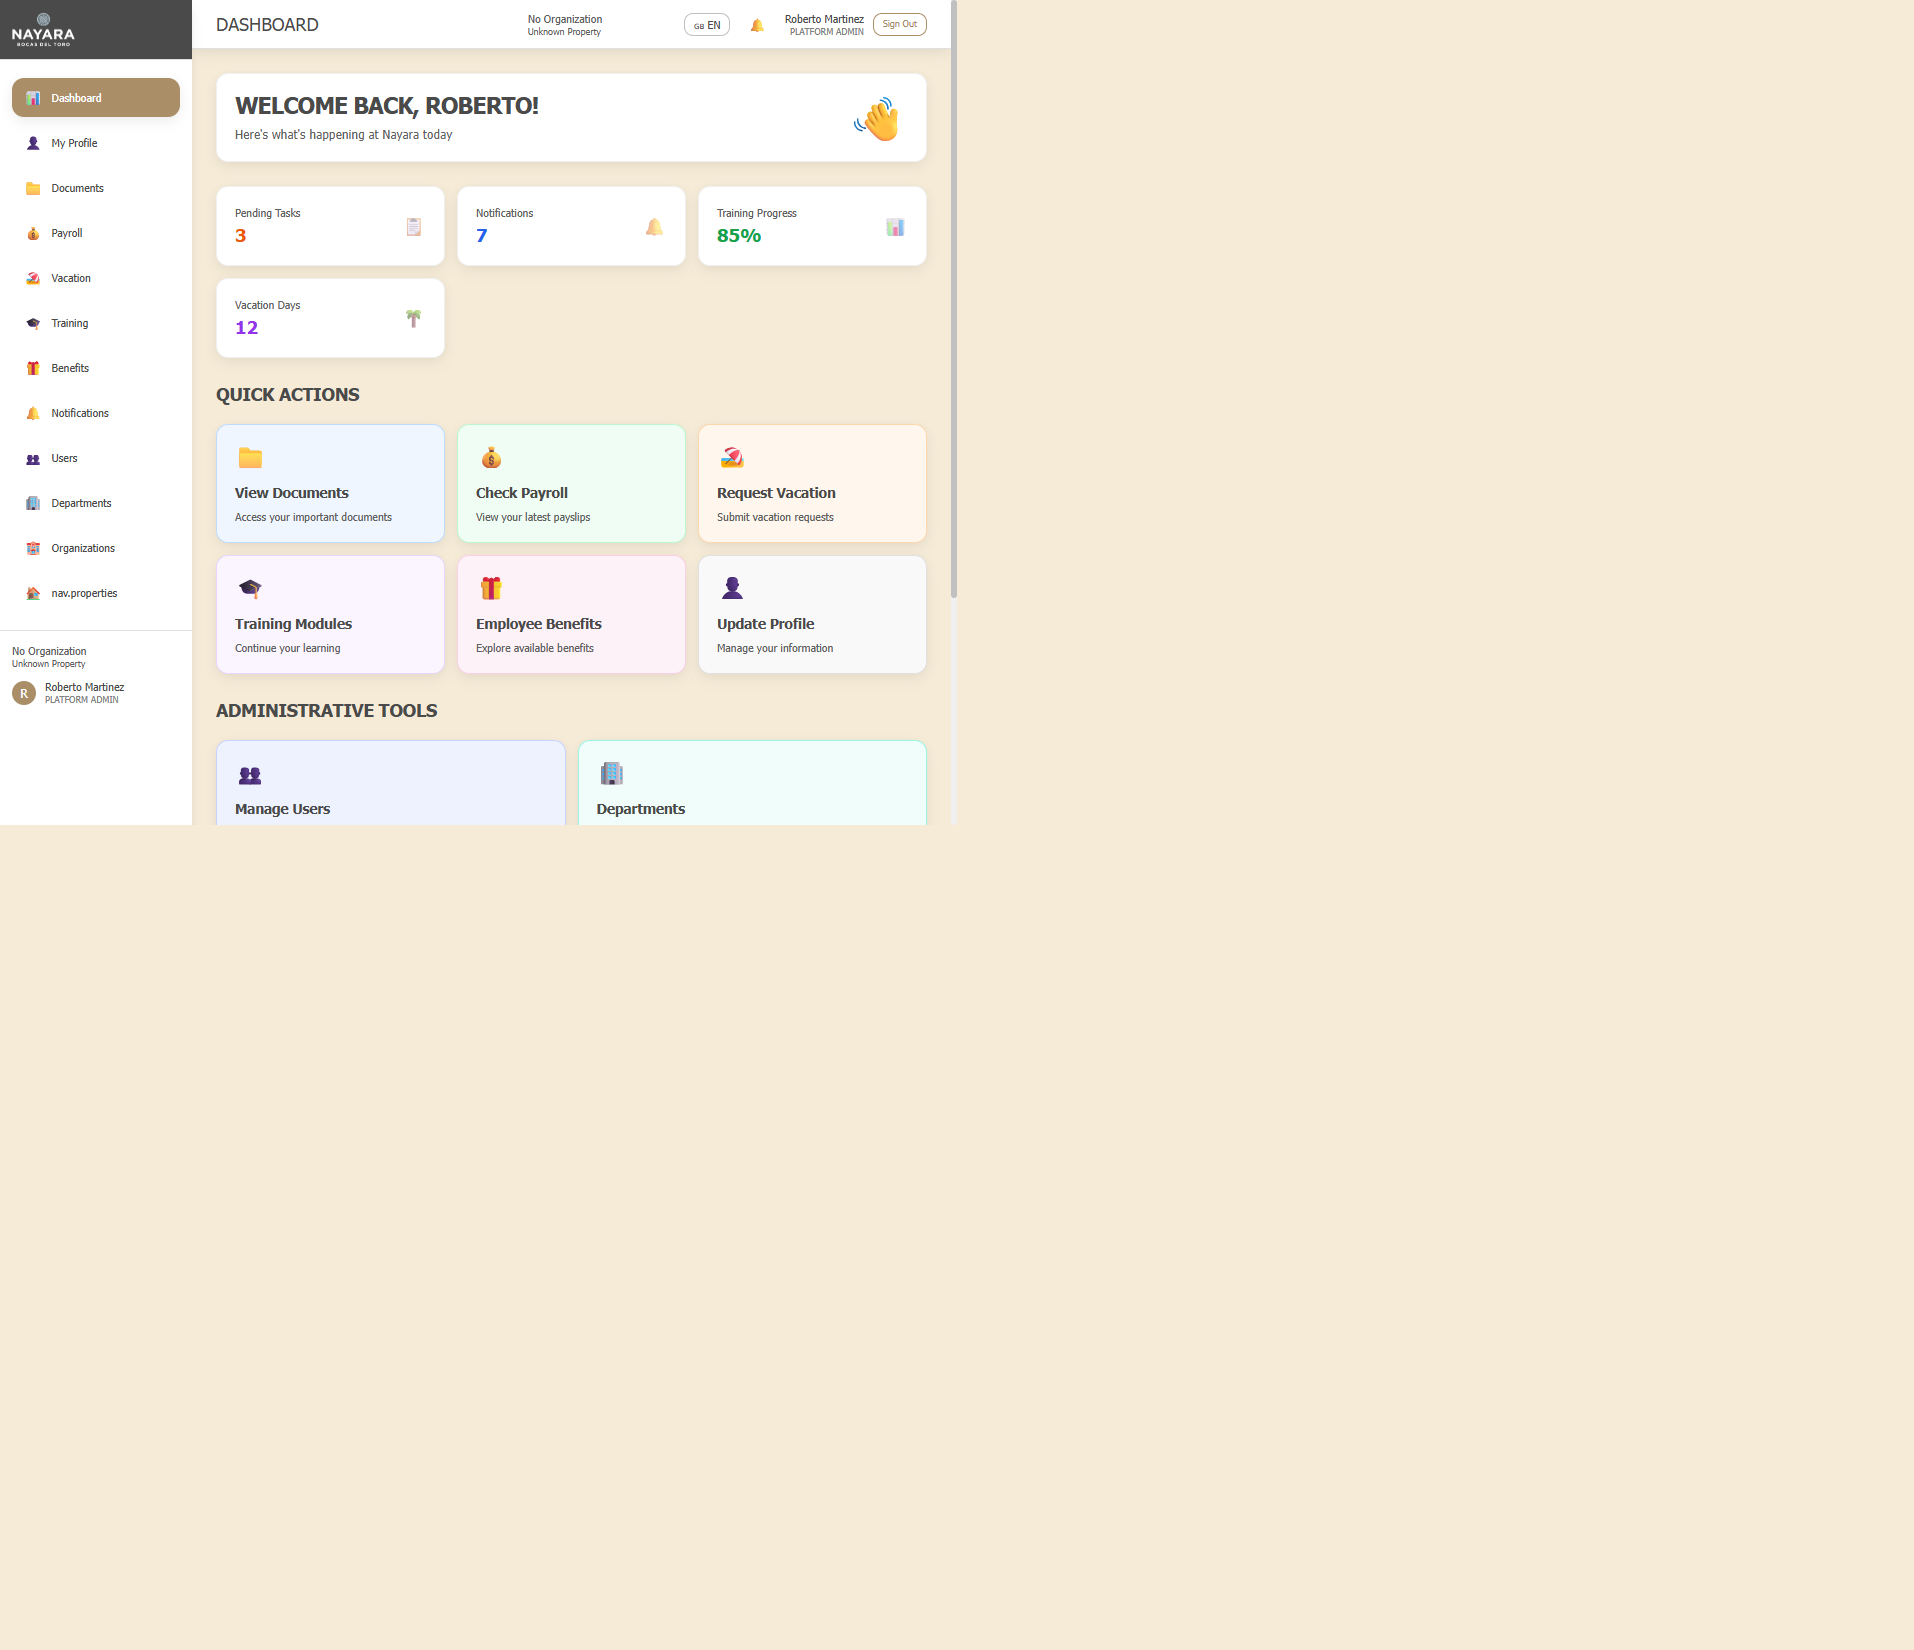 NAYARA
BOCAS DEL TORO
Dashboard
My Profile
Documents
Payroll
Vacation
Training
Benefits
Notifications
Users
Departments
Organizations
nav.properties
No Organization
Unknown Property
R
Roberto Martinez
PLATFORM ADMIN
DASHBOARD
No Organization
Unknown Property
GB EN
Roberto Martinez
PLATFORM ADMIN
Sign Out
WELCOME BACK, ROBERTO!
Here's what's happening at Nayara today
Pending Tasks
3
Notifications
7
Training Progress
85%
Vacation Days
12
QUICK ACTIONS
View Documents
Access your important documents
Check Payroll
View your latest payslips
Request Vacation
Submit vacation requests
Training Modules
Continue your learning
Employee Benefits
Explore available benefits
Update Profile
Manage your information
ADMINISTRATIVE TOOLS
Manage Users
Departments